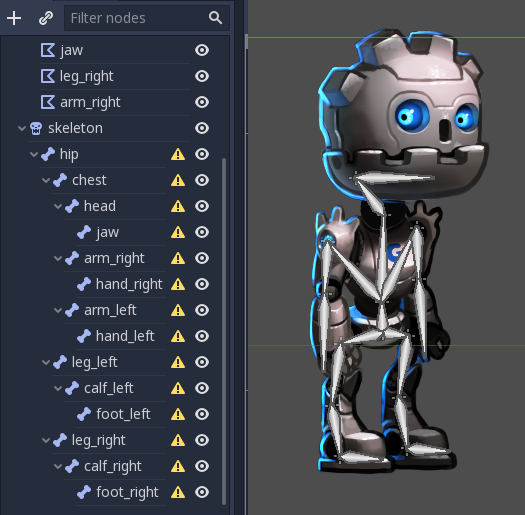 Filter nodes
jaw
leg_right
arm_right
skeleton
hip
chest
head
jaw
arm_right
hand_right
arm_left
hand_left
leg_left
calf_left
foot_left
leg_right
calf_right
foot_right
G